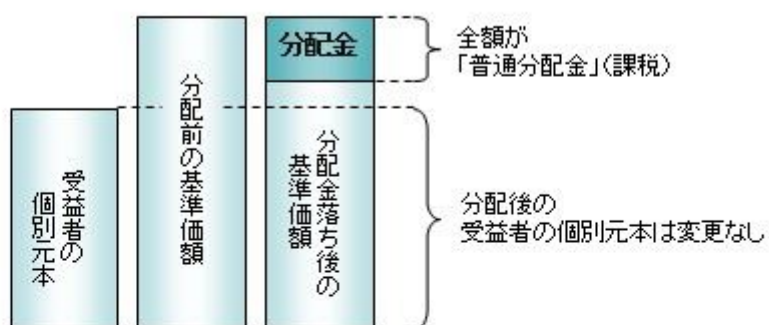 受益者の
個別元本
分配前の基準価額
分配金
分配金落ち後の
基準価額
全額が
「普通分配金」(課税)
分配後の
受益者の個別元本は変更なし